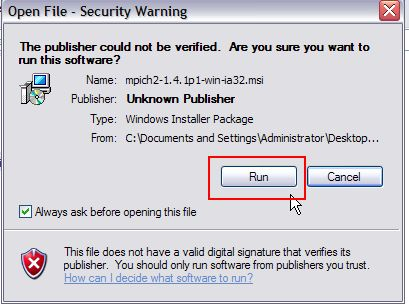 Open File - Security Warning
The publisher could not be verified. Are you sure you want to
run this software?
Name: mpich2-1.4.1p1-win-ia32.msi
Publisher: Unknown Publisher
Type: Windows Installer Package
From: C:\Documents and Settings\Administrator\Desktop...
Run Cancel
Always ask before opening this file
This file does not have a valid digital signature that verifies its
publisher. You should only run software from publishers you trust.
How can I decide what software to run?